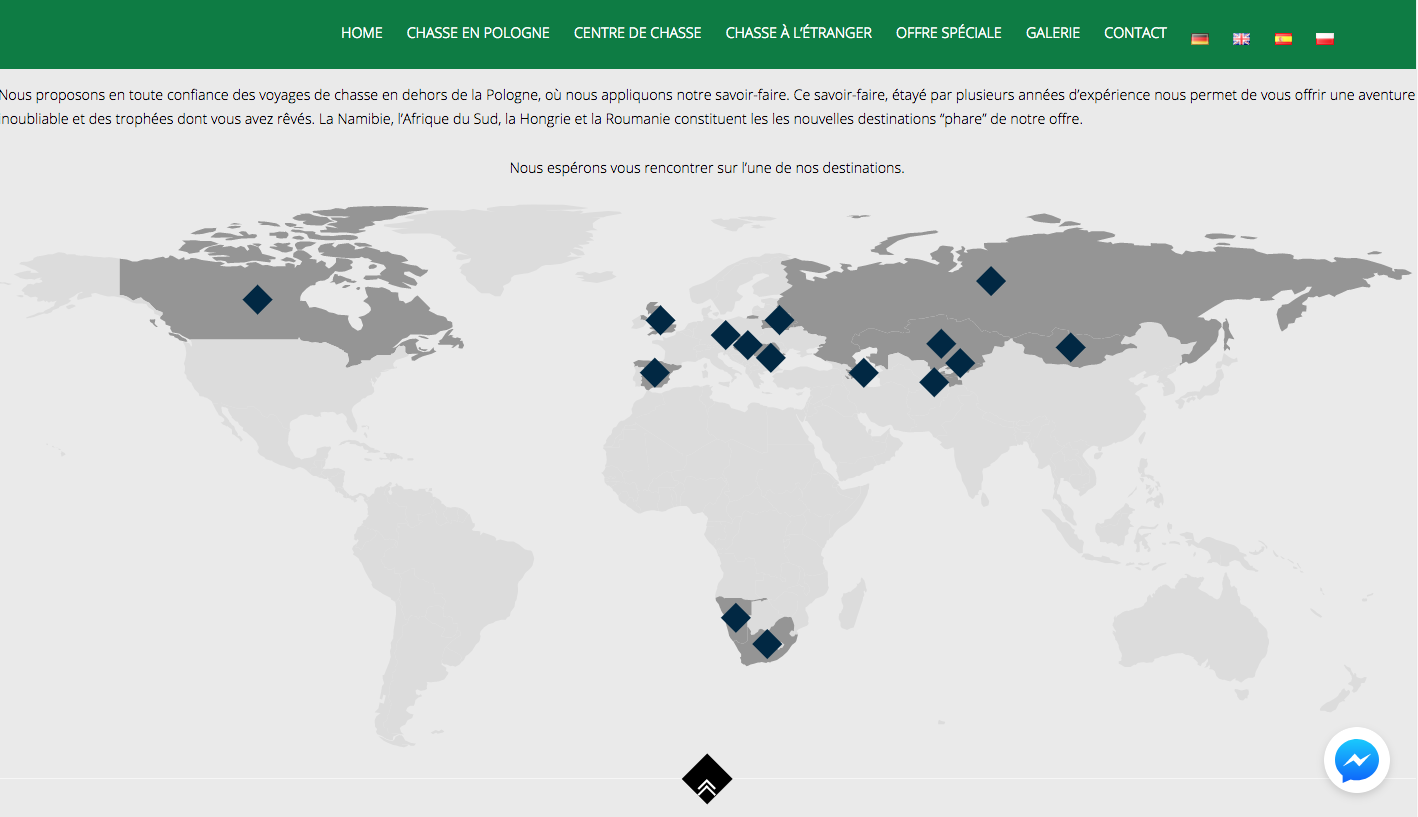 HOME CHASSE EN POLOGNE CENTRE DE CHASSE CHASSE À L’ÉTRANGER OFFRE SPÉCIALE GALERIE CONTACT
Nous proposons en toute confiance des voyages de chasse en dehors de la Pologne, où nous appliquons notre savoir-faire. Ce savoir-faire, étayé par plusieurs années d’expérience nous permet de vous offrir une aventure
inoubliable et des trophées dont vous avez rêvés. La Namibie, l’Afrique du Sud, la Hongrie et la Roumanie constituent les les nouvelles destinations “phare” de notre offre.
Nous espérons vous rencontrer sur l’une de nos destinations.